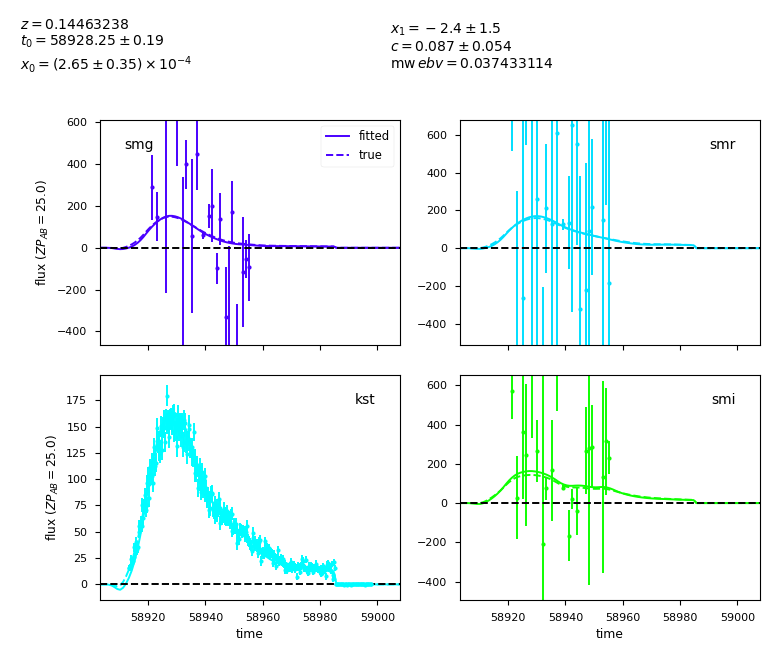 z = 0.14463238
t₀ = 58928.25 ± 0.19
x₀ = (2.65 ± 0.35) × 10⁻⁴
x₁ = −2.4 ± 1.5
c = 0.087 ± 0.054
mw ebv = 0.037433114
smg
fitted
true
600
400
200
0
−200
−400
flux (ZP_AB = 25.0)
smr
600
400
200
0
−200
−400
kst
175
150
125
100
75
50
25
0
flux (ZP_AB = 25.0)
58920 58940 58960 58980 59000
time
smi
600
400
200
0
−200
−400
58920 58940 58960 58980 59000
time